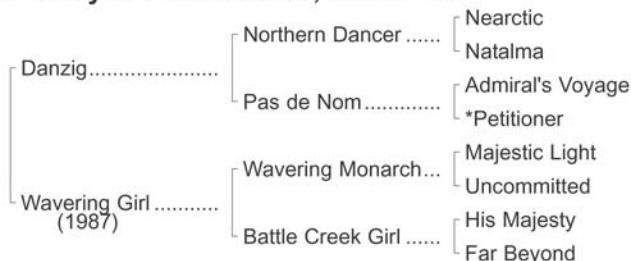 Nearctic
Northern Dancer ......
Natalma
Danzig......................
Admiral's Voyage
Pas de Nom.............
*Petitioner
Majestic Light
Wavering Monarch...
Uncommitted
Wavering Girl ...........
(1987)
His Majesty
Battle Creek Girl ......
Far Beyond